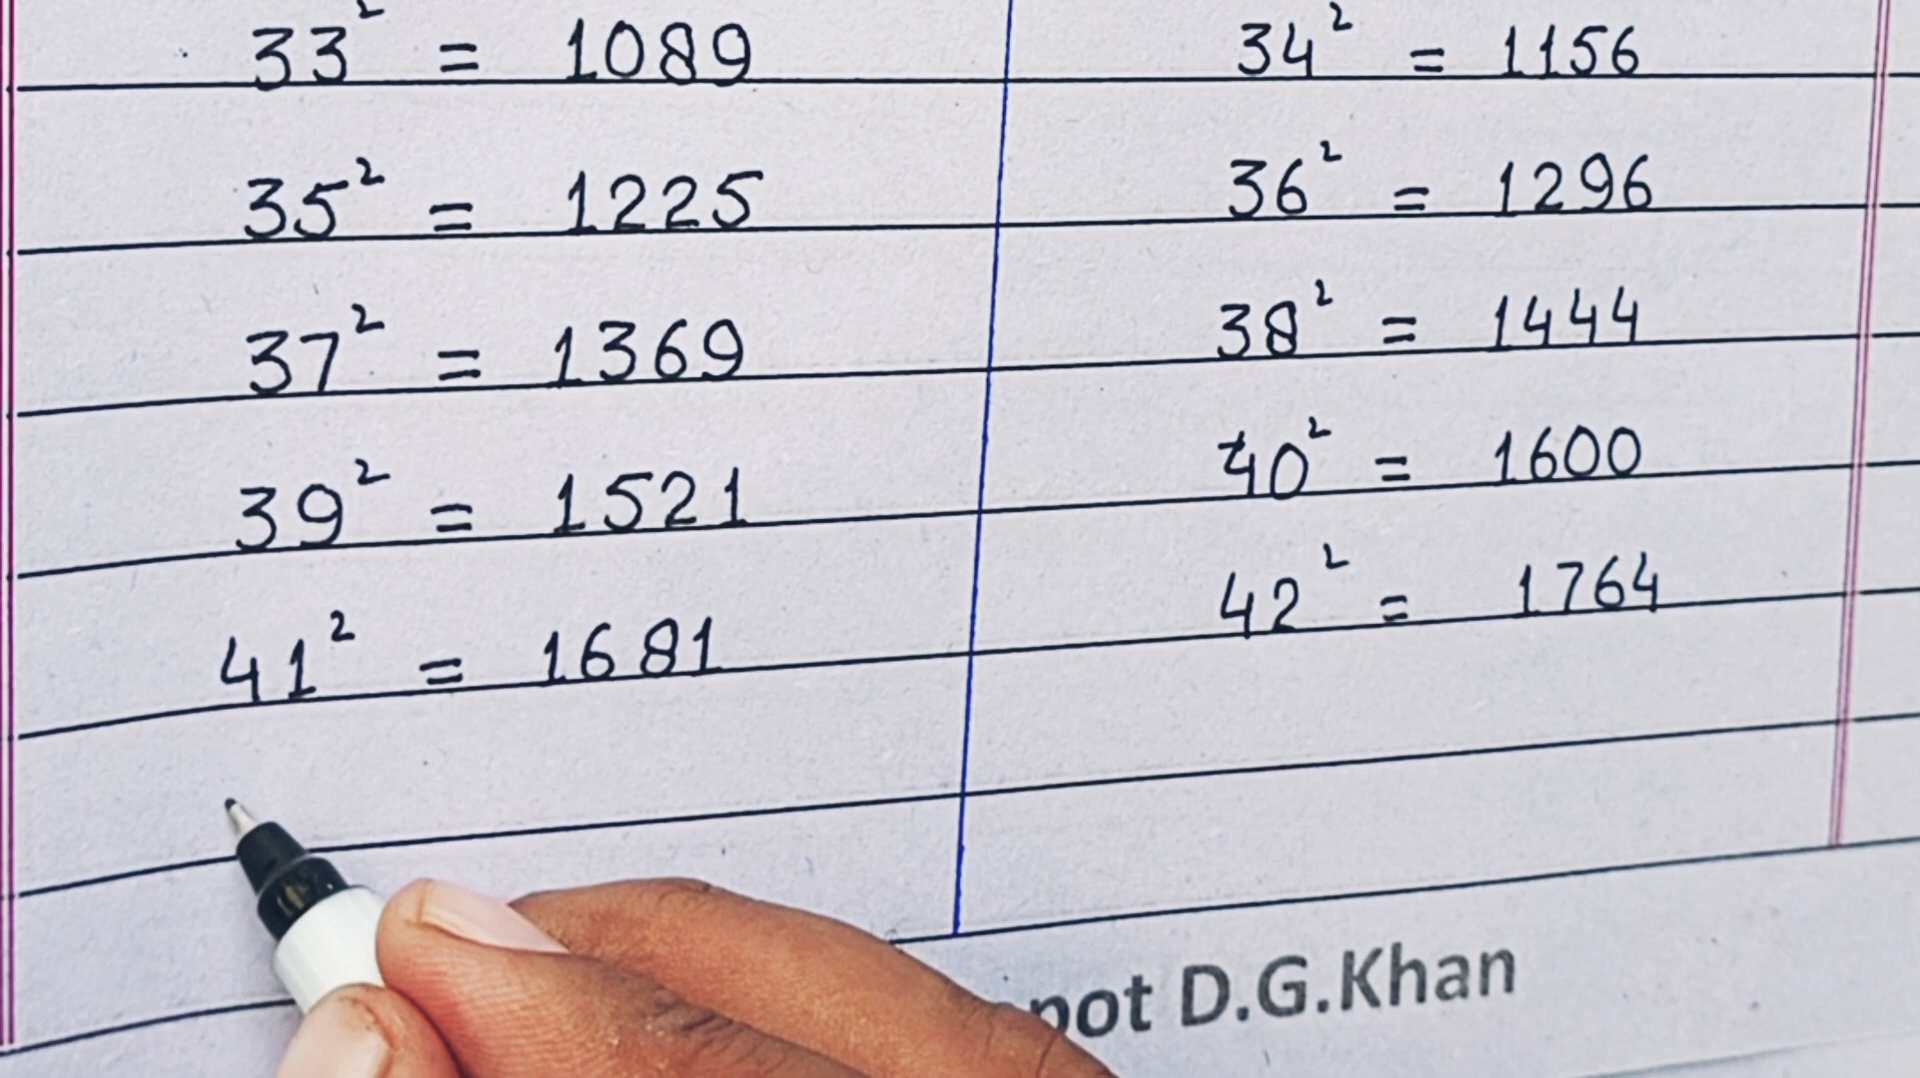 33² = 1089 34² = 1156
35² = 1225 36² = 1296
37² = 1369 38² = 1444
39² = 1521 40² = 1600
41² = 1681 42² = 1764
D.G.Khan